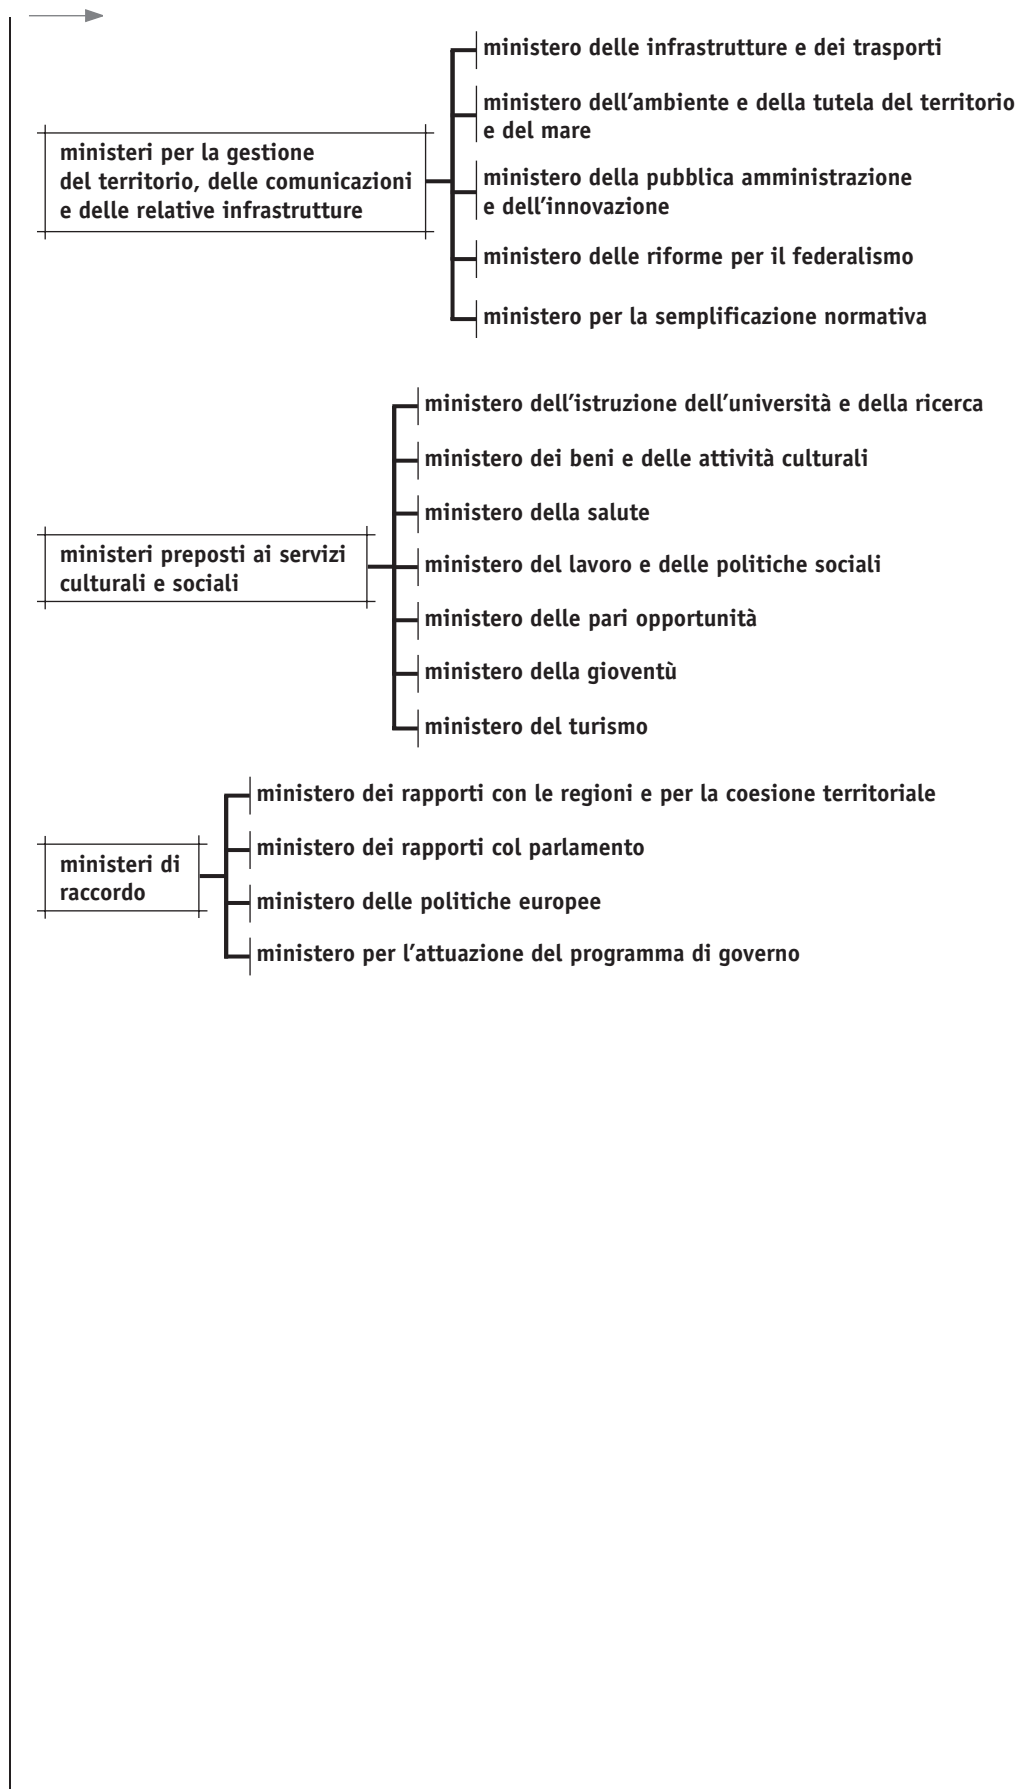 ministeri per la gestione
del territorio, delle comunicazioni
e delle relative infrastrutture
ministero delle infrastrutture e dei trasporti
ministero dell’ambiente e della tutela del territorio
e del mare
ministero della pubblica amministrazione
e dell’innovazione
ministero delle riforme per il federalismo
ministero per la semplificazione normativa
ministeri preposti ai servizi
culturali e sociali
ministero dell’istruzione dell’università e della ricerca
ministero dei beni e delle attività culturali
ministero della salute
ministero del lavoro e delle politiche sociali
ministero delle pari opportunità
ministero della gioventù
ministero del turismo
ministeri di
raccordo
ministero dei rapporti con le regioni e per la coesione territoriale
ministero dei rapporti col parlamento
ministero delle politiche europee
ministero per l’attuazione del programma di governo